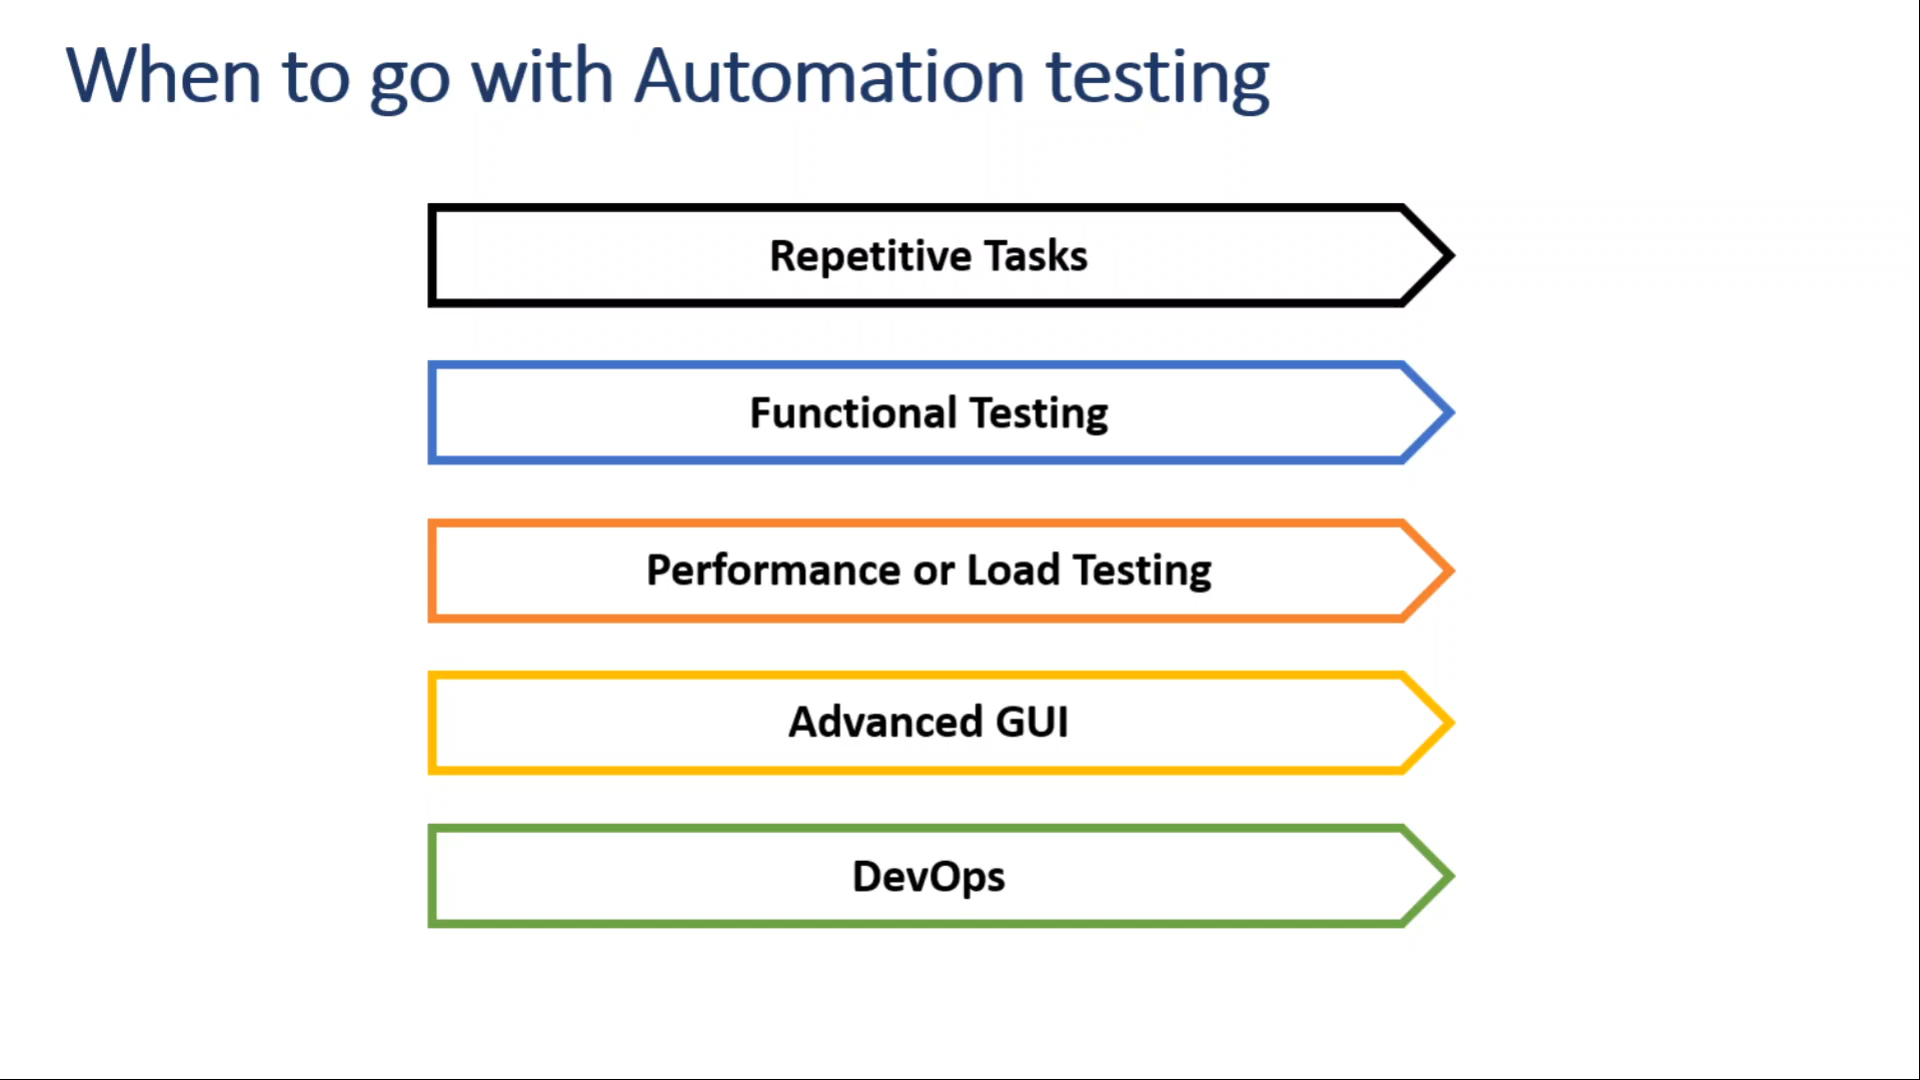 When to go with Automation testing
Repetitive Tasks
Functional Testing
Performance or Load Testing
Advanced GUI
DevOps